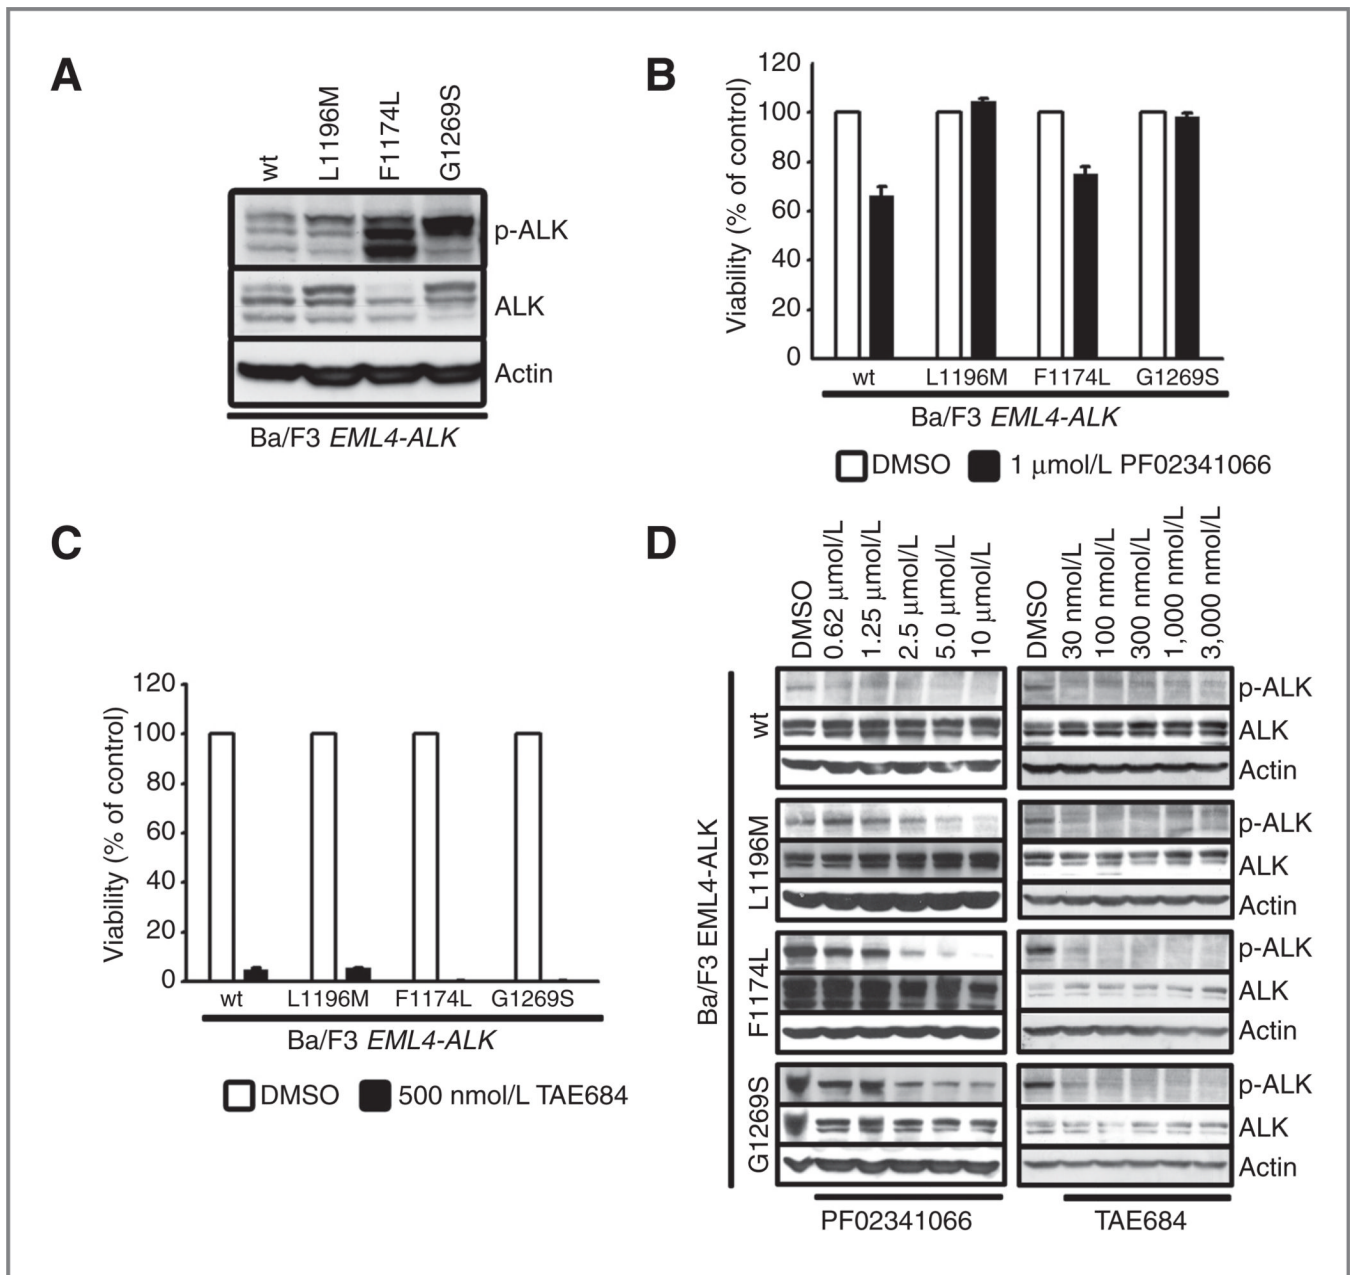 A
wt
L1196M
F1174L
G1269S
p-ALK
ALK
Actin
Ba/F3 EML4-ALK
B
Viability (% of control)
120
100
80
60
40
20
0
wt
L1196M
F1174L
G1269S
Ba/F3 EML4-ALK
DMSO
1 μmol/L PF02341066
C
Viability (% of control)
120
100
80
60
40
20
0
wt
L1196M
F1174L
G1269S
Ba/F3 EML4-ALK
DMSO
500 nmol/L TAE684
D
DMSO
0.62 μmol/L
1.25 μmol/L
2.5 μmol/L
5.0 μmol/L
10 μmol/L
DMSO
30 nmol/L
100 nmol/L
300 nmol/L
1,000 nmol/L
3,000 nmol/L
Ba/F3 EML4-ALK
wt
p-ALK
ALK
Actin
L1196M
p-ALK
ALK
Actin
F1174L
p-ALK
ALK
Actin
G1269S
p-ALK
ALK
Actin
PF02341066
TAE684